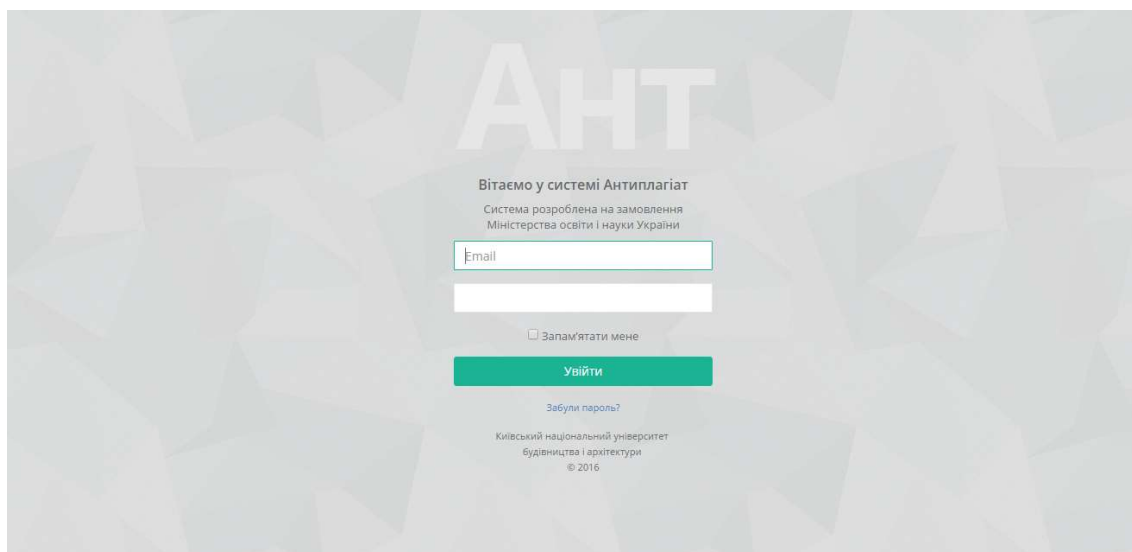 Ант
Вітаємо у системі Антиплагіат
Система розроблена на замовлення
Міністерства освіти і науки України
Email
Запам'ятати мене
Увійти
Забули пароль?
Київський національний університет
будівництва і архітектури
© 2016